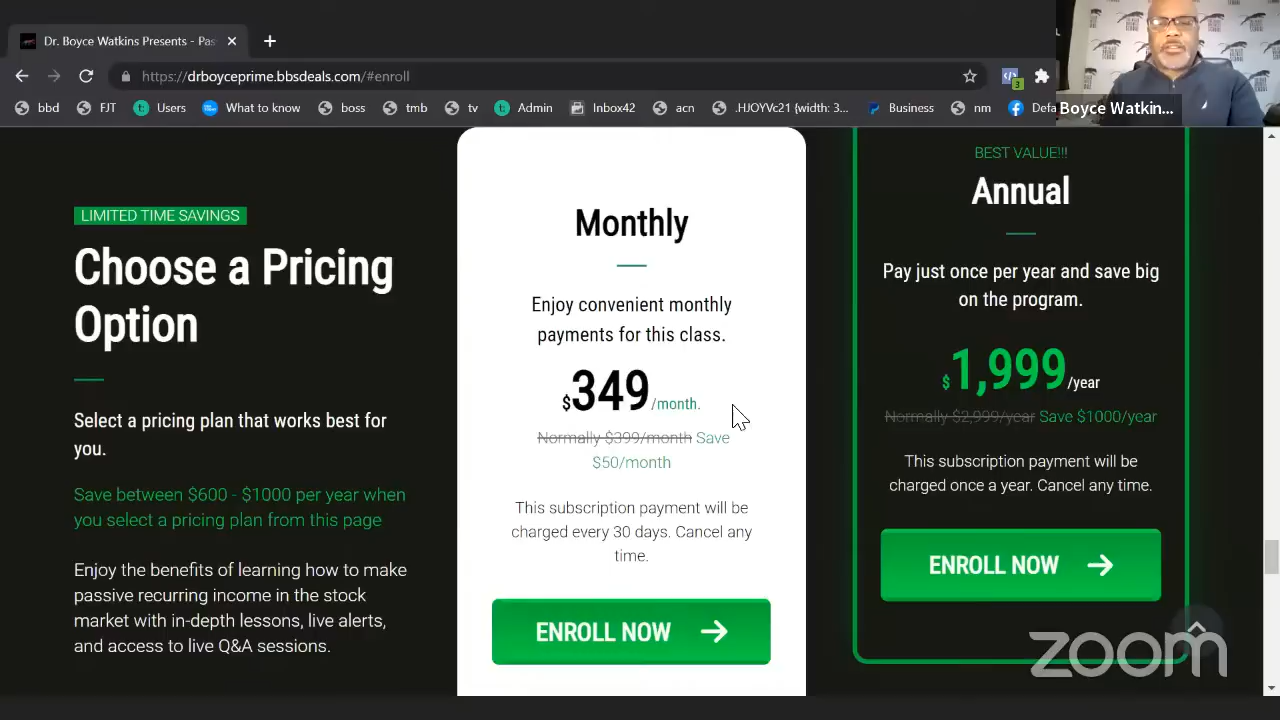 Dr. Boyce Watkins Presents - Pas
https://drboyceprime.bbsdeals.com/#enroll
3
bbd FJT Users What to know boss tmb tv Admin Inbox42 acn .HJOYVc21 {width: 3... Business nm Defa
Boyce Watkin...
LIMITED TIME SAVINGS
Choose a Pricing
Option
Select a pricing plan that works best for
you.
Save between $600 - $1000 per year when
you select a pricing plan from this page
Enjoy the benefits of learning how to make
passive recurring income in the stock
market with in-depth lessons, live alerts,
and access to live Q&A sessions.
Monthly
Enjoy convenient monthly
payments for this class.
$349/month.
Normally $399/month Save
$50/month
This subscription payment will be
charged every 30 days. Cancel any
time.
ENROLL NOW
BEST VALUE!!!
Annual
Pay just once per year and save big
on the program.
$1,999/year
Normally $2,999/year Save $1000/year
This subscription payment will be
charged once a year. Cancel any time.
ENROLL NOW
zoom